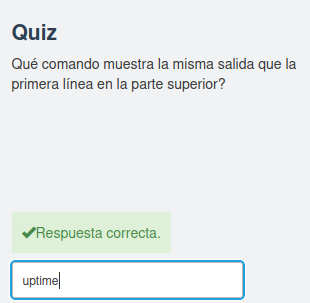 Quiz
Qué comando muestra la misma salida que la
primera línea en la parte superior?
Respuesta correcta.
uptime